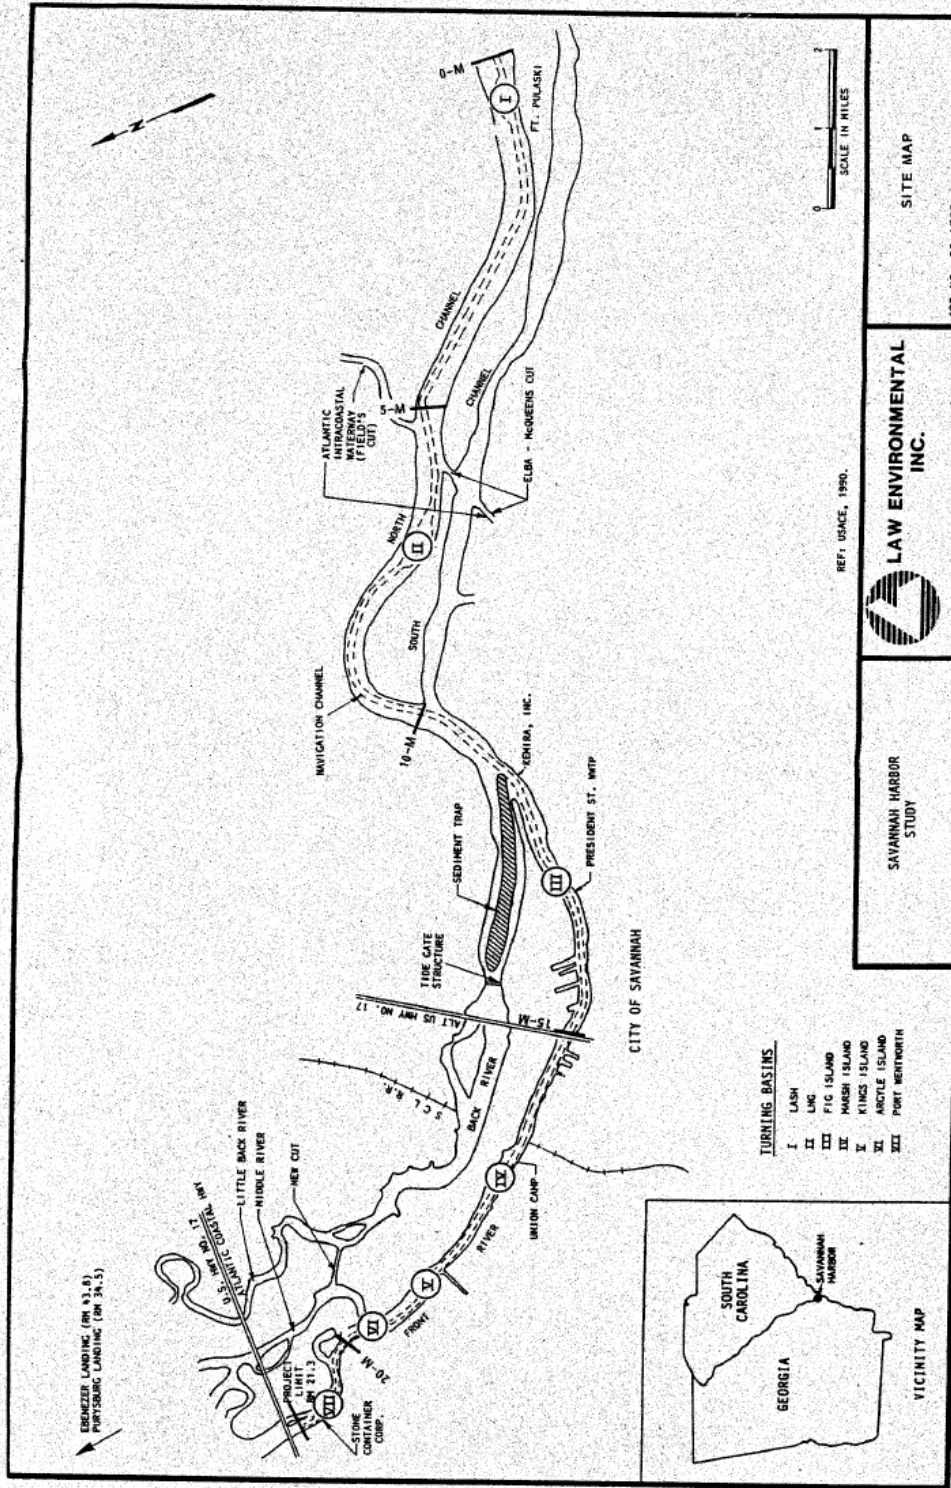 EBENEZER LANDING (RM 43.8)
PURYSBURG LANDING (RM 34.5)
U.S. HWY NO. 17
ATLANTIC COASTAL HWY
LITTLE BACK RIVER
MIDDLE RIVER
NEW CUT
PROJECT
LIMIT
RM 21.3
VII
STONE
CONTAINER
CORP.
20-M
VI
V
FRONT
RIVER
IV
UNION CAMP
S C L R.R.
BACK
RIVER
ALT US HWY NO. 17
15-M
TIDE GATE
STRUCTURE
SEDIMENT TRAP
CITY OF SAVANNAH
III
PRESIDENT ST. WWTP
KEMIRA, INC.
10-M
NAVIGATION CHANNEL
SOUTH
CHANNEL
NORTH
CHANNEL
II
ATLANTIC
INTRACOASTAL
WATERWAY
(FIELD'S
CUT)
5-M
ELBA - McQUEENS CUT
0-M
I
FT. PULASKI
N
0 1 2
SCALE IN MILES
REF: USACE, 1990.
TURNING BASINS
I LASH
II LNG
III FIG ISLAND
IV MARSH ISLAND
V KINGS ISLAND
VI ARGYLE ISLAND
VII PORT WENTWORTH
SOUTH
CAROLINA
GEORGIA
SAVANNAH
HARBOR
VICINITY MAP
SAVANNAH HARBOR
STUDY
LAW ENVIRONMENTAL
INC.
SITE MAP